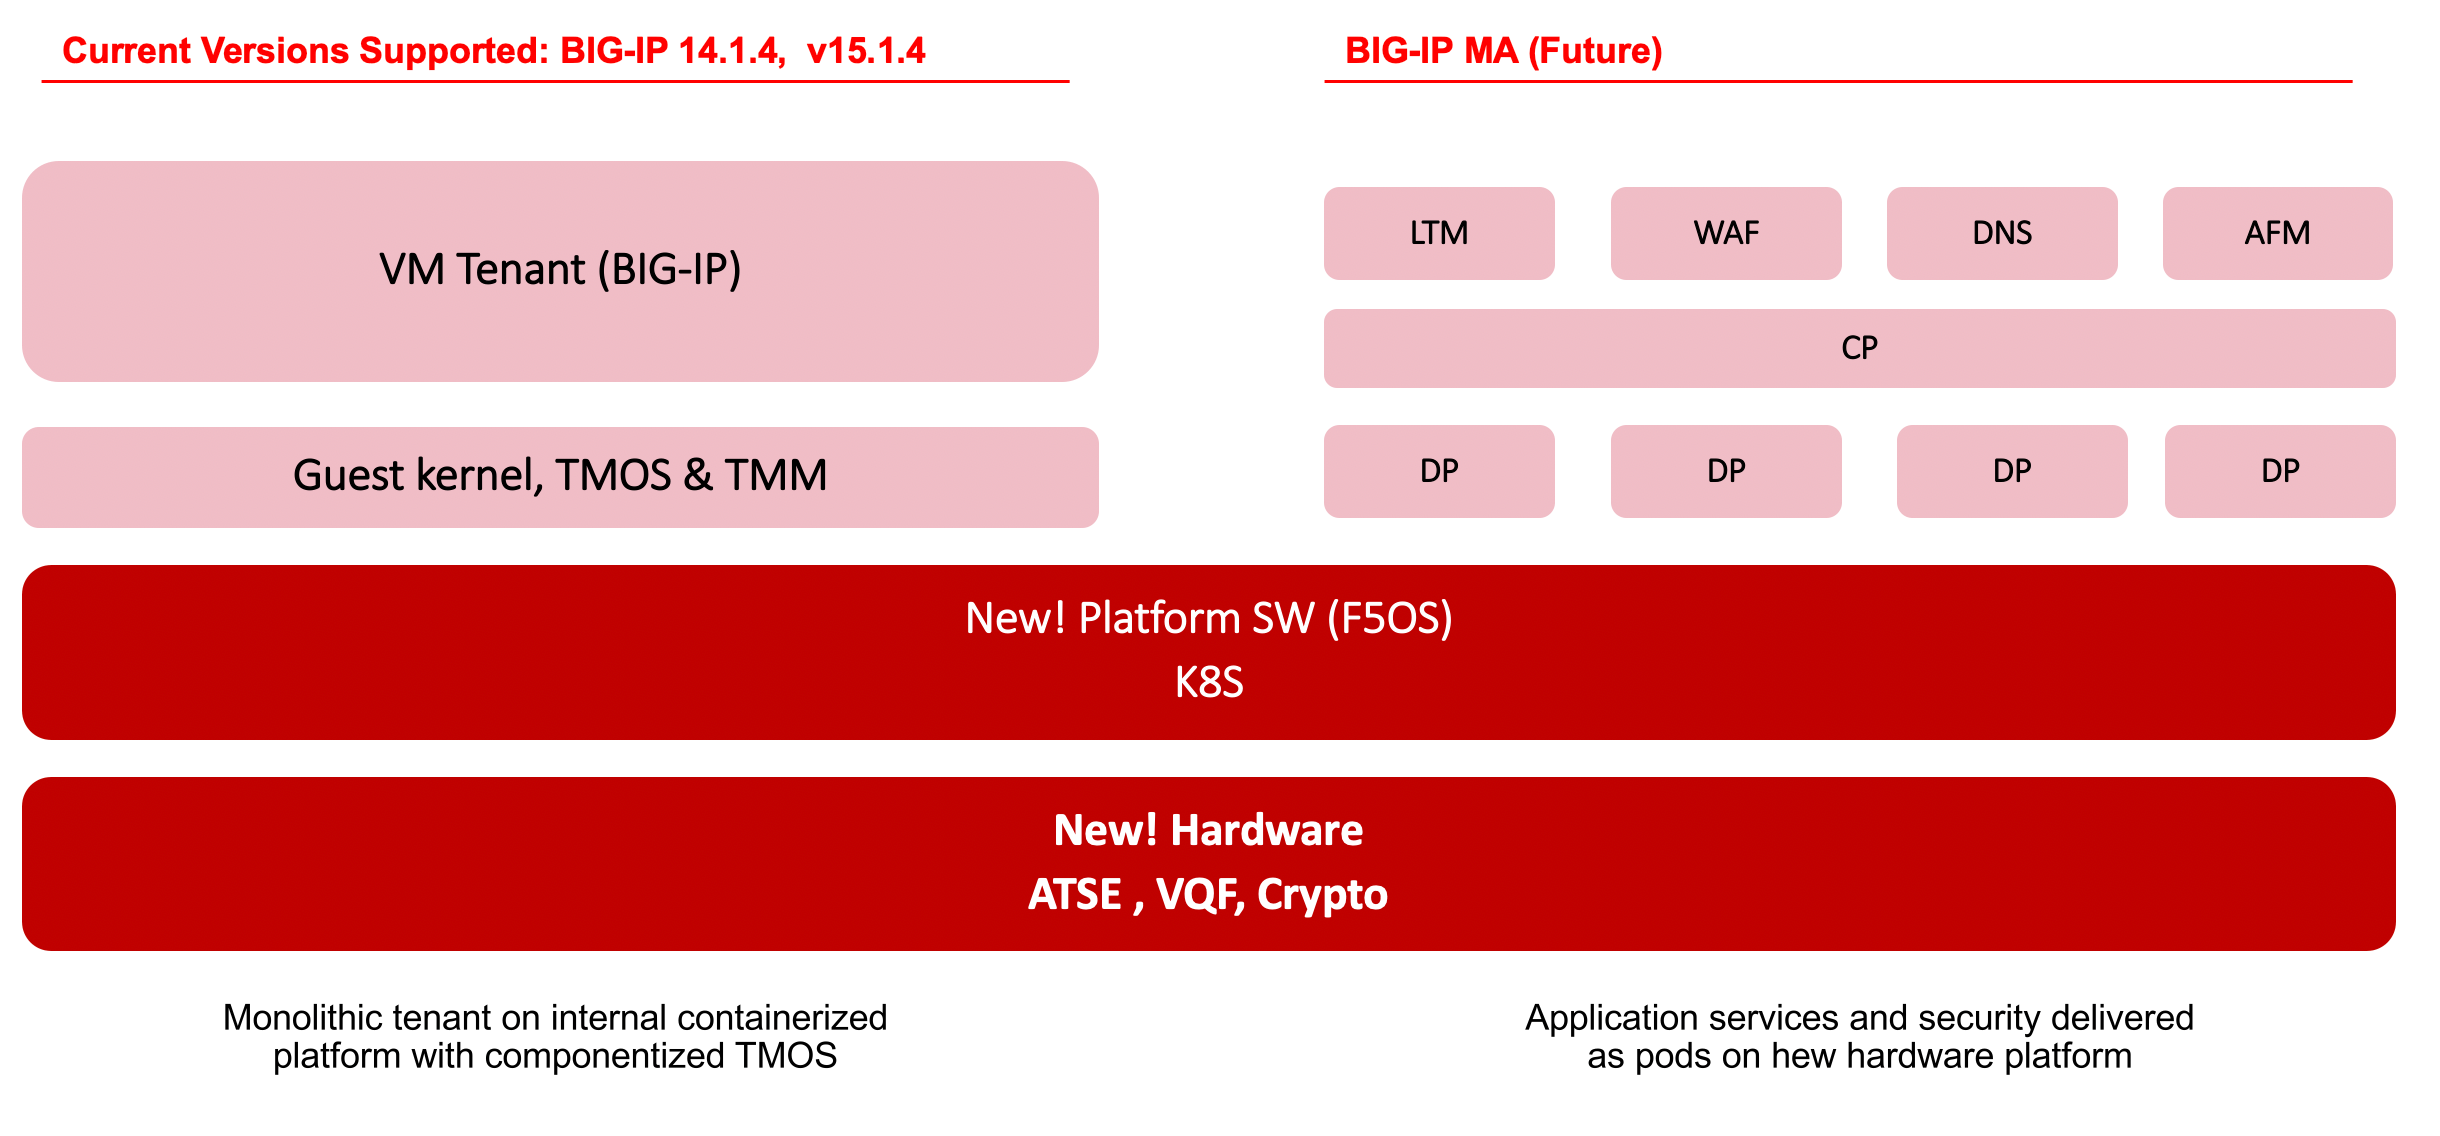 Current Versions Supported: BIG-IP 14.1.4,  v15.1.4
BIG-IP MA (Future)
VM Tenant (BIG-IP)
Guest kernel, TMOS & TMM
LTM
WAF
DNS
AFM
CP
DP
DP
DP
DP
New! Platform SW (F5OS)
K8S
New! Hardware
ATSE , VQF, Crypto
Monolithic tenant on internal containerized
platform with componentized TMOS
Application services and security delivered
as pods on hew hardware platform